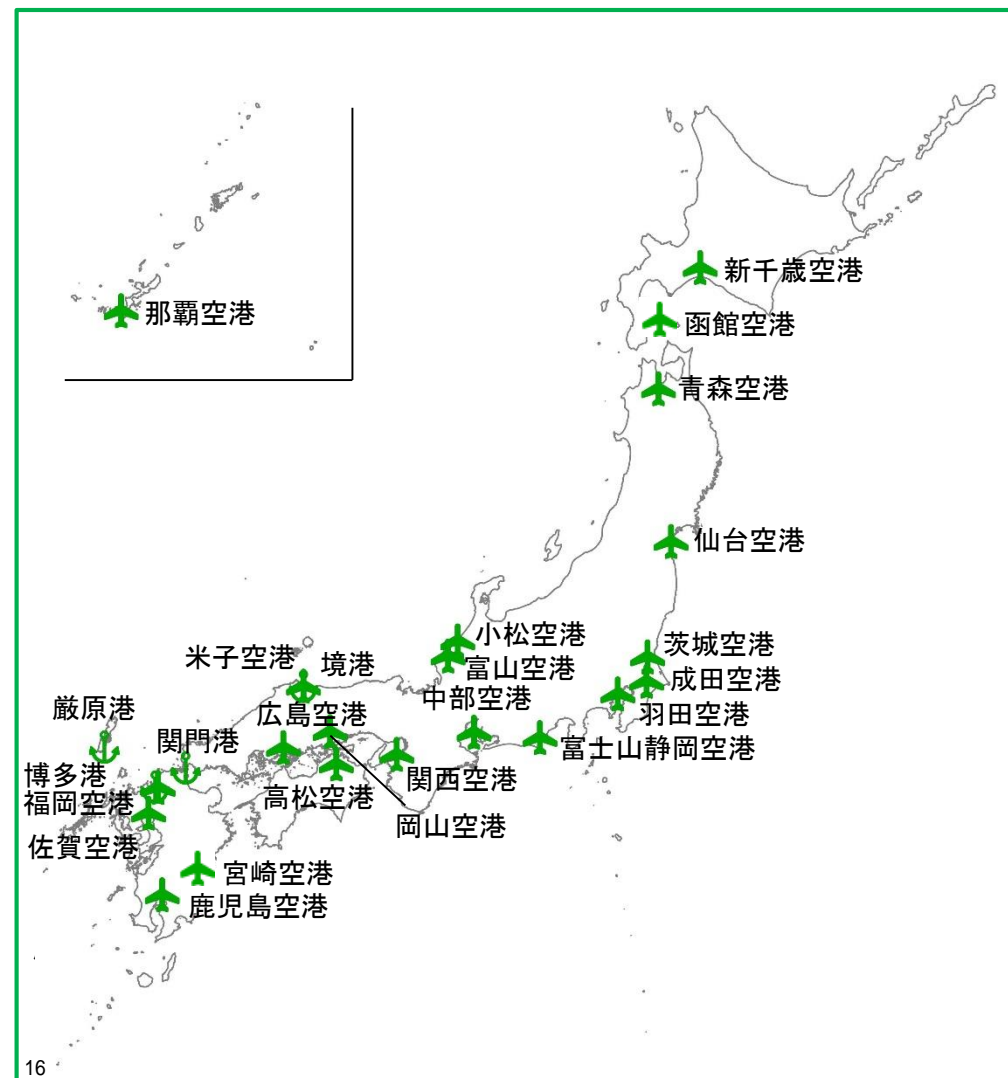 新千歳空港
那覇空港
函館空港
青森空港
仙台空港
小松空港
茨城空港
米子空港
境港
富山空港
成田空港
中部空港
厳原港
広島空港
羽田空港
関門港
富士山静岡空港
博多港
関西空港
福岡空港
高松空港
岡山空港
佐賀空港
宮崎空港
鹿児島空港
16